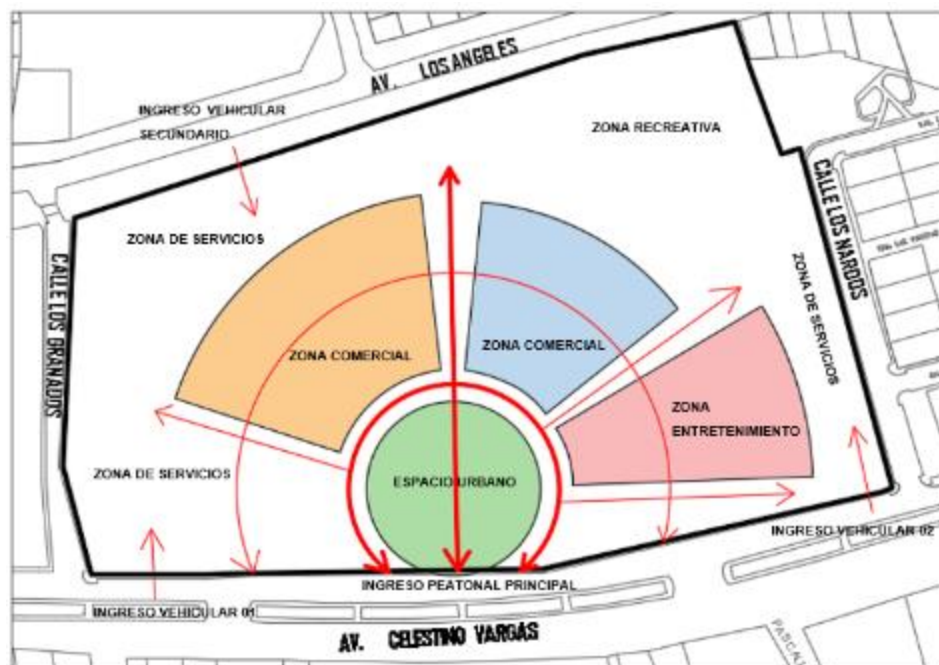 AV. LOS ANGELES
INGRESO VEHICULAR
SECUNDARIO
ZONA RECREATIVA
CALLE LOS NARDOS
ZONA DE SERVICIOS
CALLE LOS GRANADOS
ZONA DE SERVICIOS
ZONA COMERCIAL
ZONA COMERCIAL
ZONA
ENTRETENIMIENTO
ZONA DE SERVICIOS
ESPACIO URBANO
INGRESO VEHICULAR 02
INGRESO PEATONAL PRINCIPAL
INGRESO VEHICULAR 01
AV. CELESTINO VARGAS